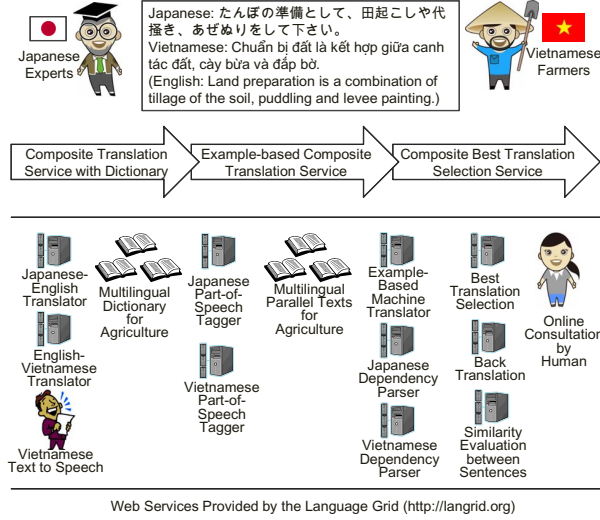 Japanese: たんぼの準備として、田起こしや代
掻き、あぜぬりをして下さい。
Vietnamese: Chuẩn bị đất là kết hợp giữa canh
tác đất, cày bừa và đắp bờ.
(English: Land preparation is a combination of
tillage of the soil, puddling and levee painting.)
Japanese
Experts
Vietnamese
Farmers
Composite Translation
Service with Dictionary
Example-based Composite
Translation Service
Composite Best Translation
Selection Service
Japanese-
English
Translator
English-
Vietnamese
Translator
Vietnamese
Text to Speech
Multilingual
Dictionary
for
Agriculture
Japanese
Part-of-
Speech
Tagger
Vietnamese
Part-of-
Speech
Tagger
Multilingual
Parallel Texts
for
Agriculture
Example-
Based
Machine
Translator
Japanese
Dependency
Parser
Vietnamese
Dependency
Parser
Best
Translation
Selection
Back
Translation
Similarity
Evaluation
between
Sentences
Online
Consultation
by
Human
Web Services Provided by the Language Grid (http://langrid.org)